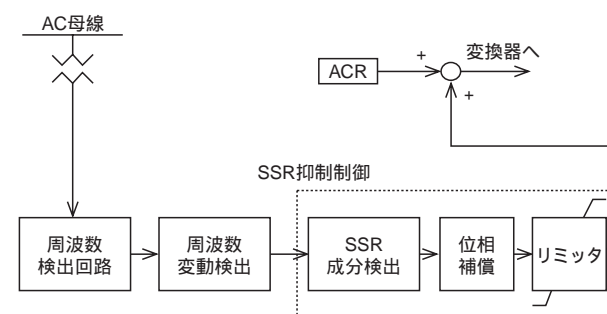 AC母線
ACR
+
変換器へ
+
SSR抑制制御
周波数
検出回路
周波数
変動検出
SSR
成分検出
位相
補償
リミッタ